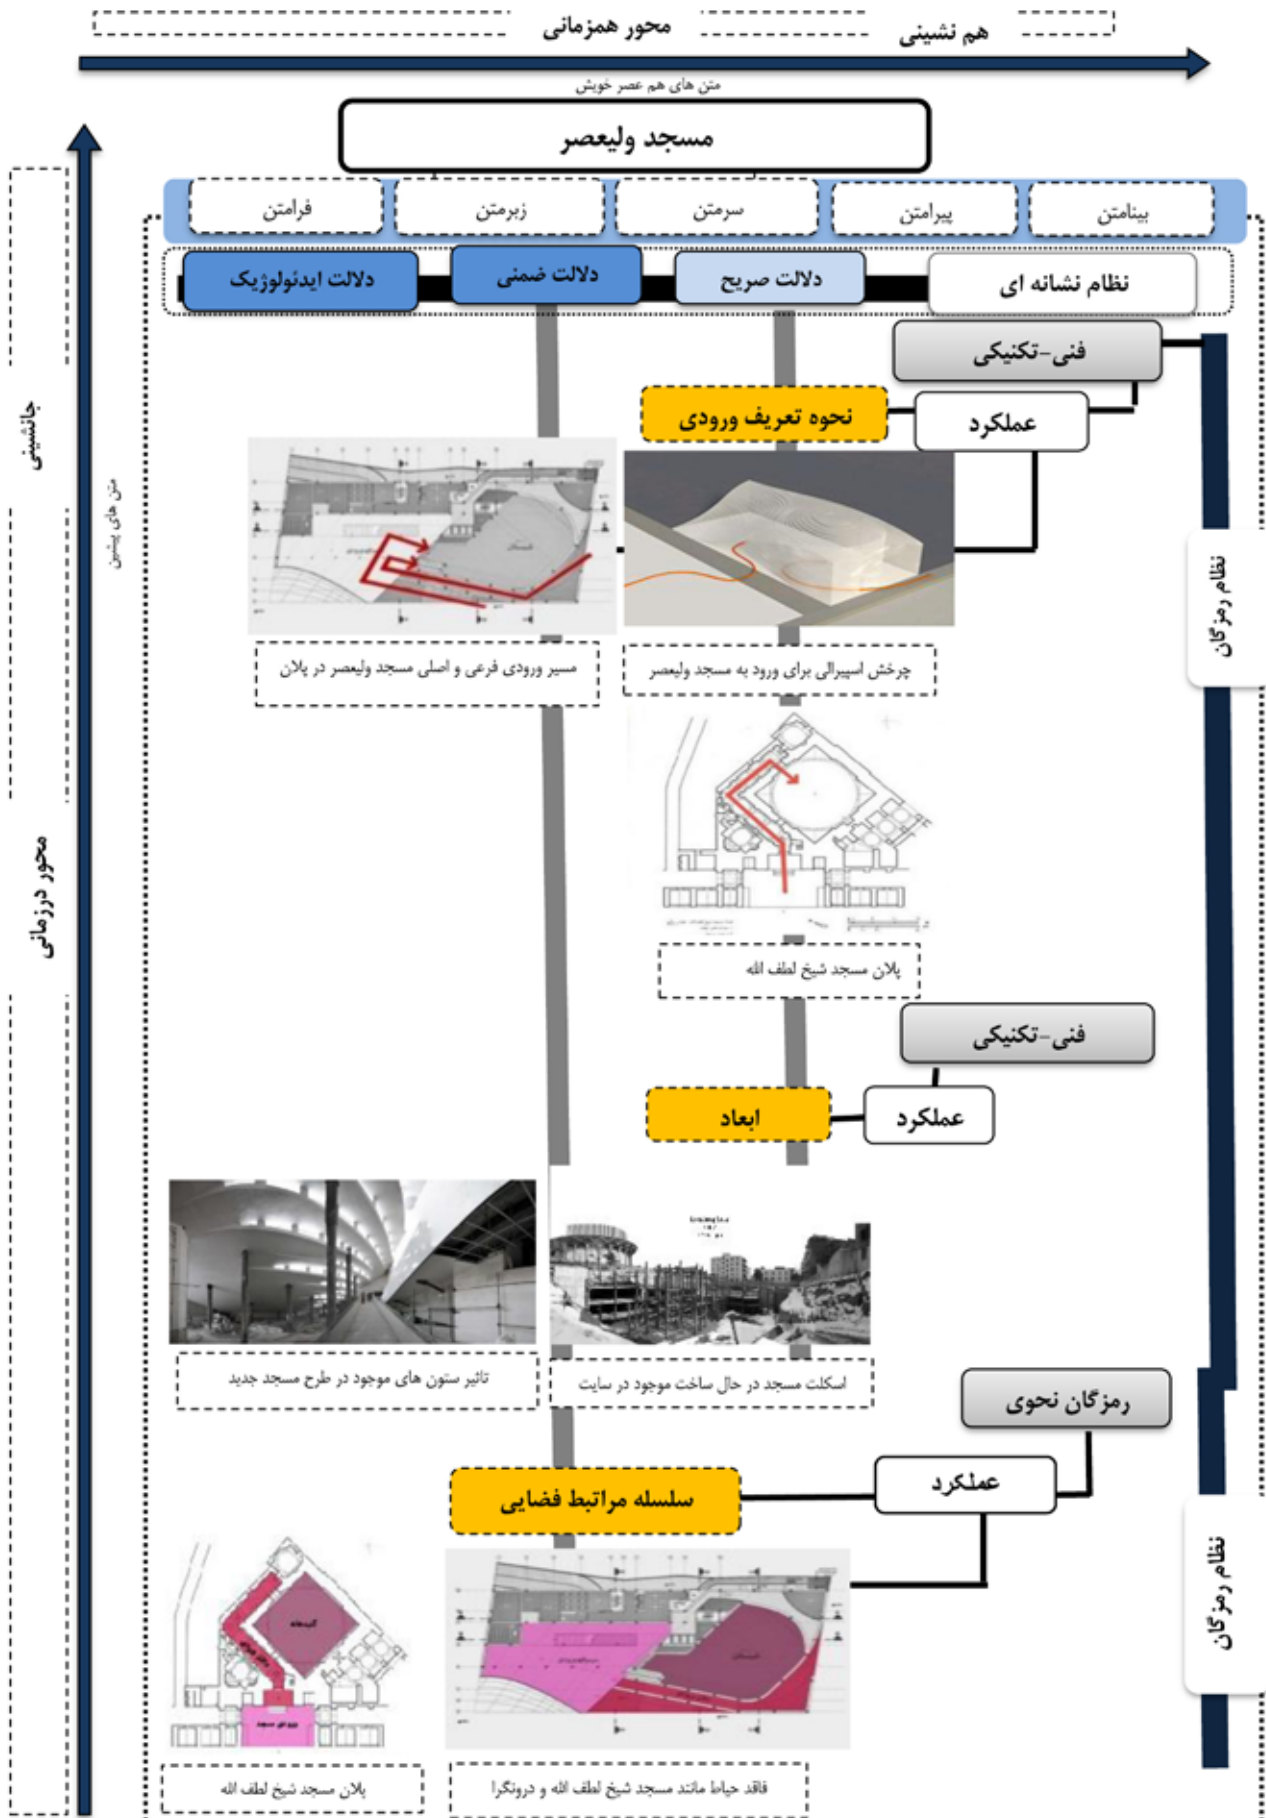 هم نشینی
محور همزمانی
متن های هم عصر خویش
مسجد ولیعصر
بینامتن
پیرامتن
سرمتن
زبرمتن
فرامتن
نظام نشانه ای
دلالت صریح
دلالت ضمنی
دلالت ایدئولوژیک
جانشینی
متن های پیشین
محور درزمانی
فنی-تکنیکی
عملکرد
نحوه تعریف ورودی
نظام رمزگان
چرخش اسپیرالی برای ورود به مسجد ولیعصر
مسیر ورودی فرعی و اصلی مسجد ولیعصر در پلان
پلان مسجد شیخ لطف الله
فنی-تکنیکی
عملکرد
ابعاد
اسکلت مسجد در حال ساخت موجود در سایت
تاثیر ستون های موجود در طرح مسجد جدید
رمزگان نحوی
عملکرد
سلسله مراتبط فضایی
نظام رمزگان
گنبدخانه
فاقد حیاط مانند مسجد شیخ لطف الله و درونگرا
پلان مسجد شیخ لطف الله